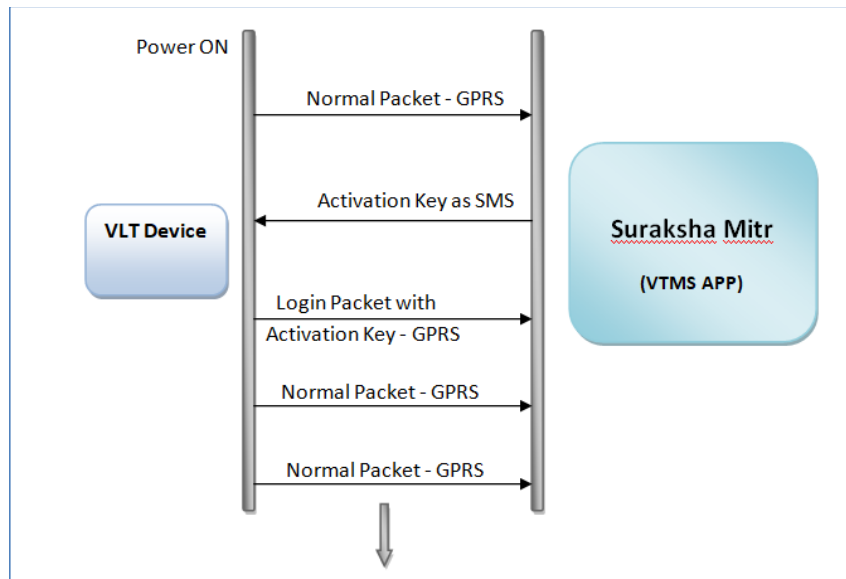 Power ON
Normal Packet - GPRS
Activation Key as SMS
VLT Device
Suraksha Mitr
(VTMS APP)
Login Packet with
Activation Key - GPRS
Normal Packet - GPRS
Normal Packet - GPRS